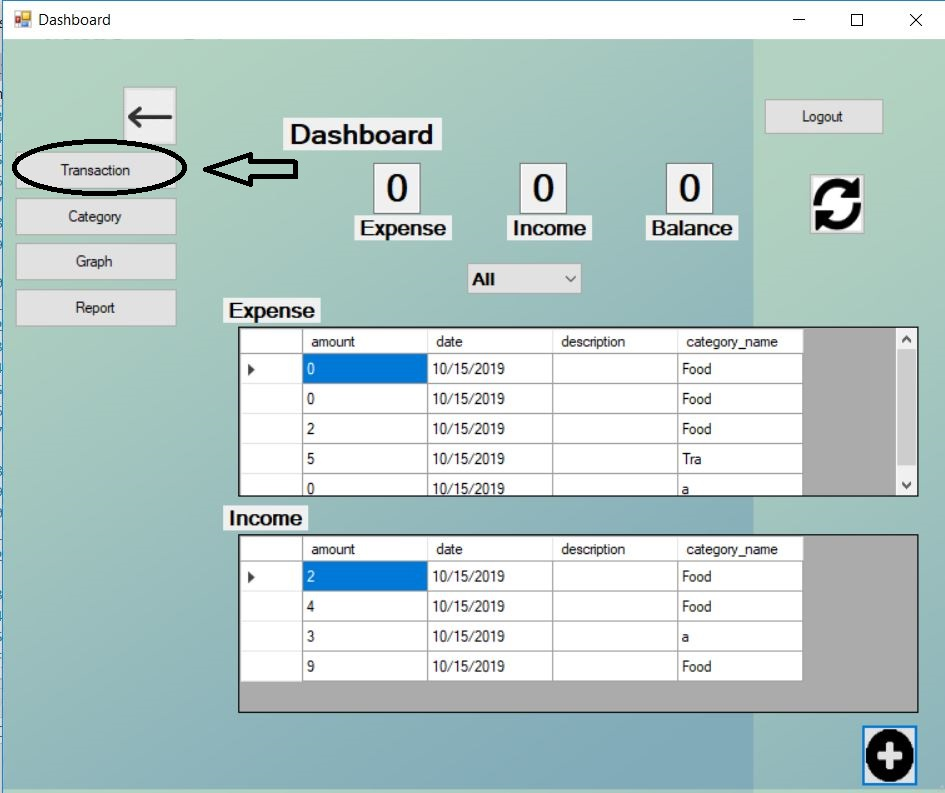 Dashboard
Logout
Dashboard
Transaction
0 0 0
Category
Expense Income Balance
Graph
All
Report
Expense
amount date description category_name
0 10/15/2019 Food
0 10/15/2019 Food
2 10/15/2019 Food
5 10/15/2019 Tra
0 10/15/2019 a
Income
amount date description category_name
2 10/15/2019 Food
4 10/15/2019 Food
3 10/15/2019 a
9 10/15/2019 Food